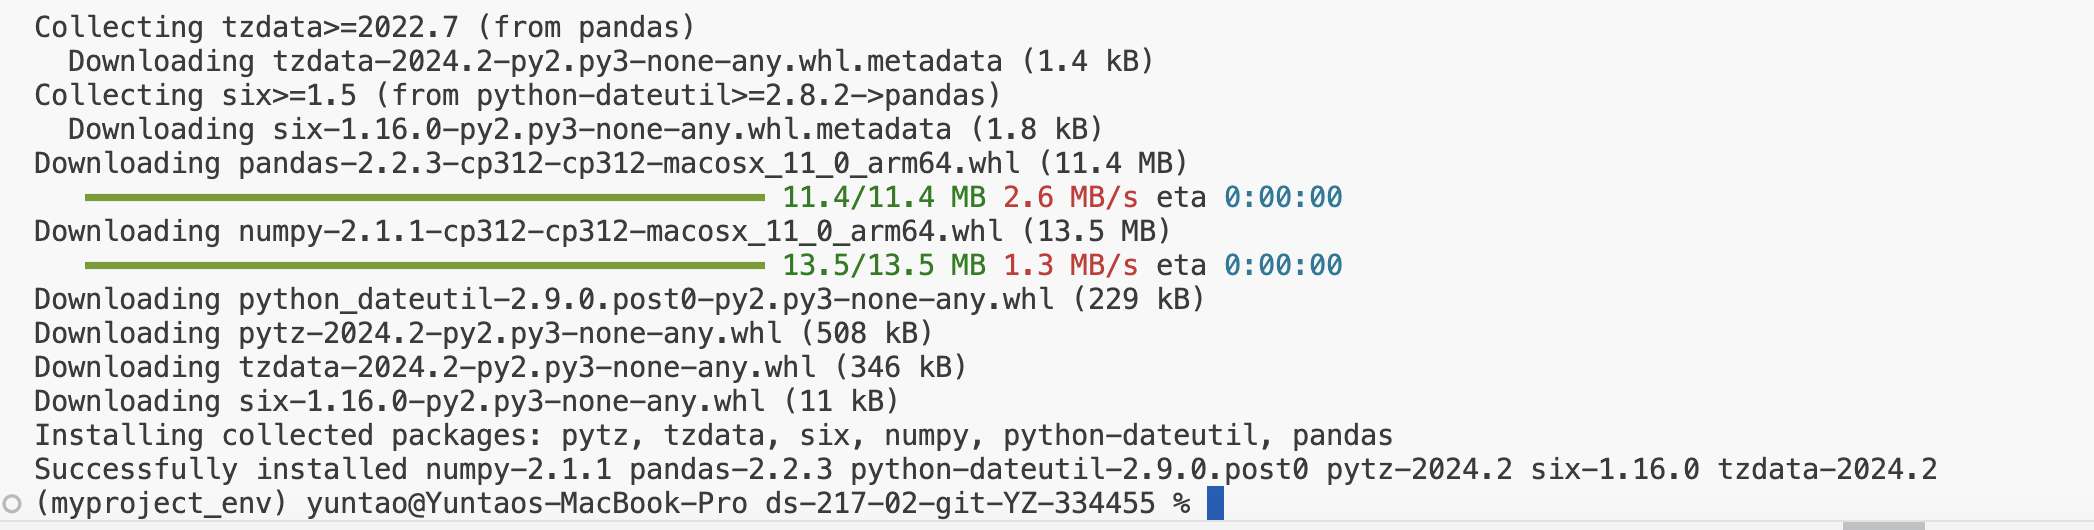 Collecting tzdata>=2022.7 (from pandas)
  Downloading tzdata-2024.2-py2.py3-none-any.whl.metadata (1.4 kB)
Collecting six>=1.5 (from python-dateutil>=2.8.2->pandas)
  Downloading six-1.16.0-py2.py3-none-any.whl.metadata (1.8 kB)
Downloading pandas-2.2.3-cp312-cp312-macosx_11_0_arm64.whl (11.4 MB)
11.4/11.4 MB 2.6 MB/s eta 0:00:00
Downloading numpy-2.1.1-cp312-cp312-macosx_11_0_arm64.whl (13.5 MB)
13.5/13.5 MB 1.3 MB/s eta 0:00:00
Downloading python_dateutil-2.9.0.post0-py2.py3-none-any.whl (229 kB)
Downloading pytz-2024.2-py2.py3-none-any.whl (508 kB)
Downloading tzdata-2024.2-py2.py3-none-any.whl (346 kB)
Downloading six-1.16.0-py2.py3-none-any.whl (11 kB)
Installing collected packages: pytz, tzdata, six, numpy, python-dateutil, pandas
Successfully installed numpy-2.1.1 pandas-2.2.3 python-dateutil-2.9.0.post0 pytz-2024.2 six-1.16.0 tzdata-2024.2
(myproject_env) yuntao@Yuntaos-MacBook-Pro ds-217-02-git-YZ-334455 %